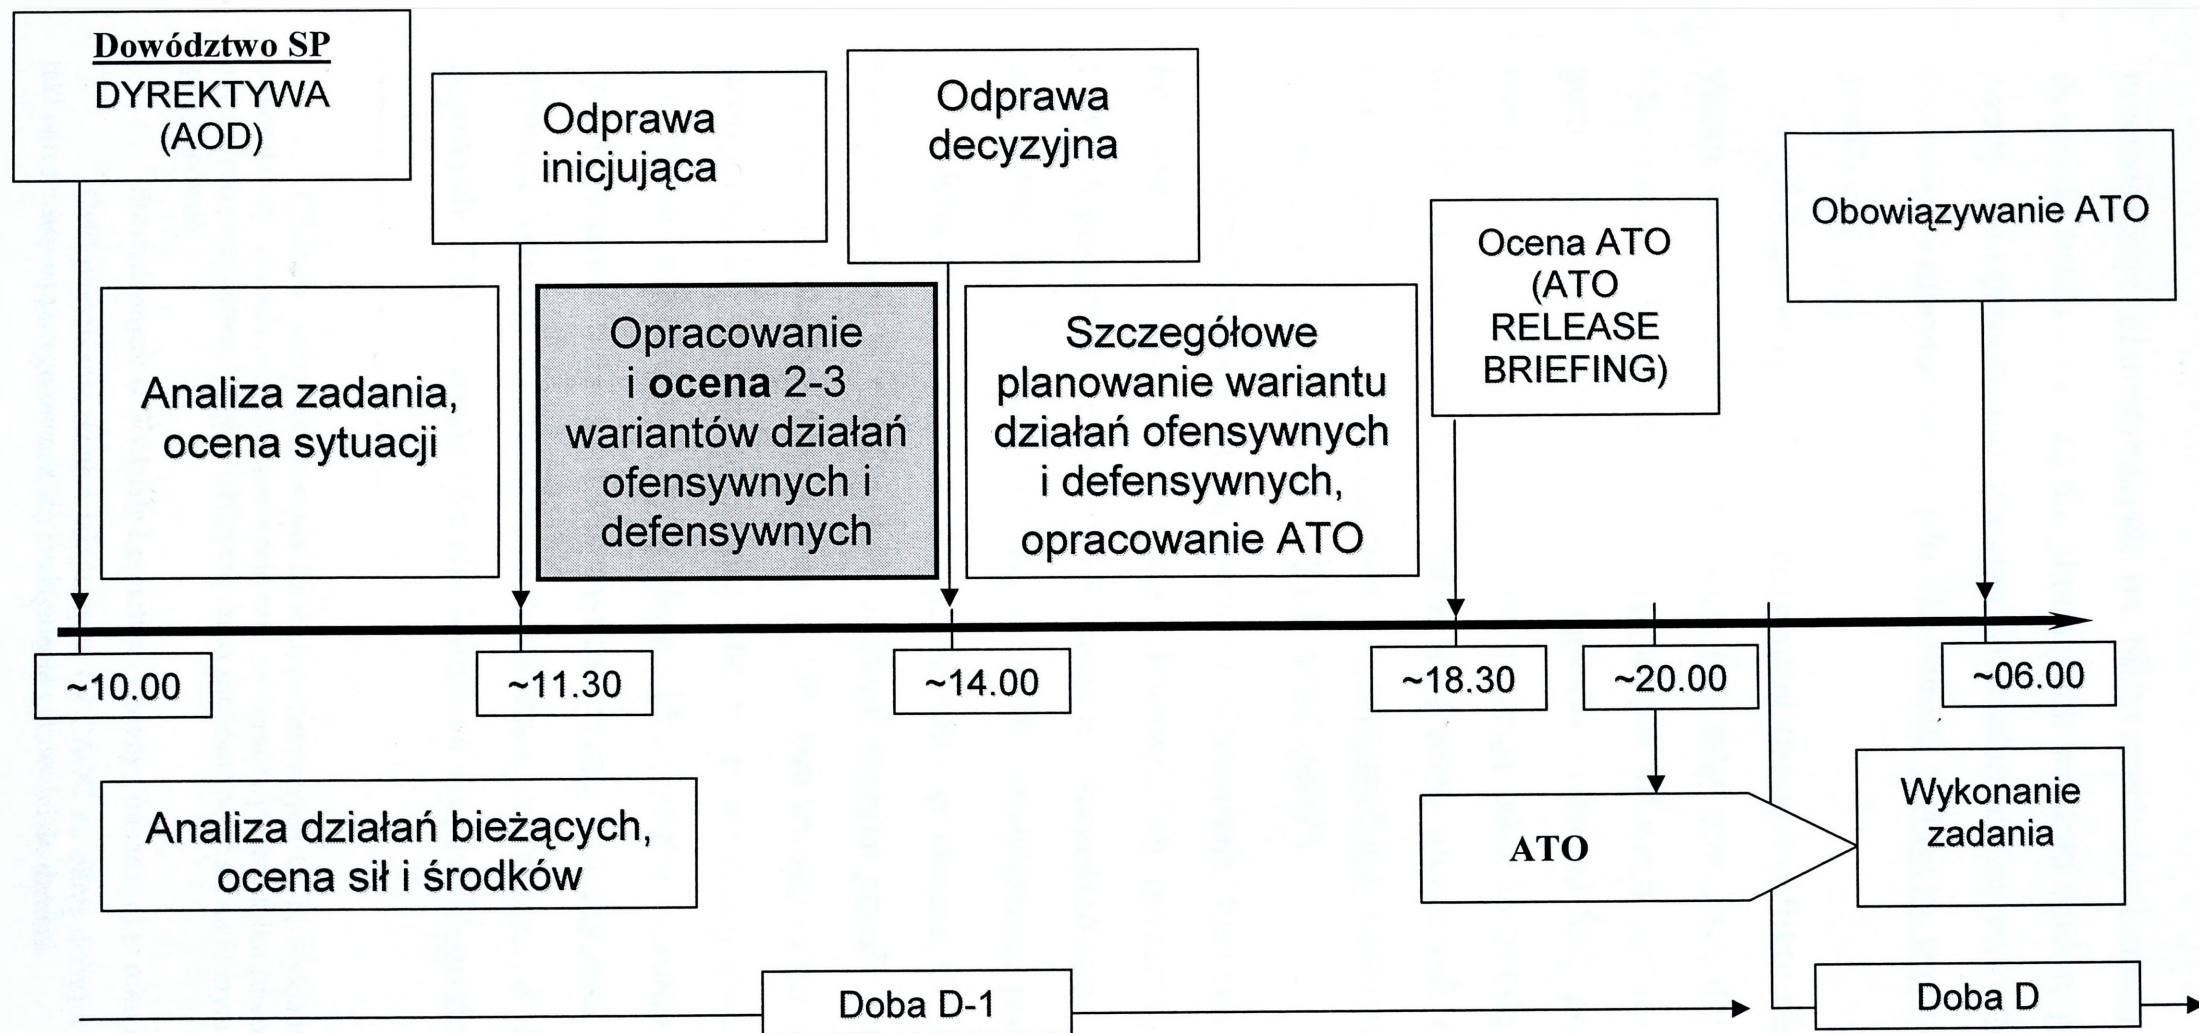 Dowództwo SP
DYREKTYWA
(AOD)
Odprawa
inicjująca
Odprawa
decyzyjna
Ocena ATO
(ATO
RELEASE
BRIEFING)
Obowiązywanie ATO
Analiza zadania,
ocena sytuacji
Opracowanie
i ocena 2-3
wariantów działań
ofensywnych i
defensywnych
Szczegółowe
planowanie wariantu
działań ofensywnych
i defensywnych,
opracowanie ATO
~10.00
~11.30
~14.00
~18.30
~20.00
~06.00
Analiza działań bieżących,
ocena sił i środków
ATO
Wykonanie
zadania
Doba D-1
Doba D